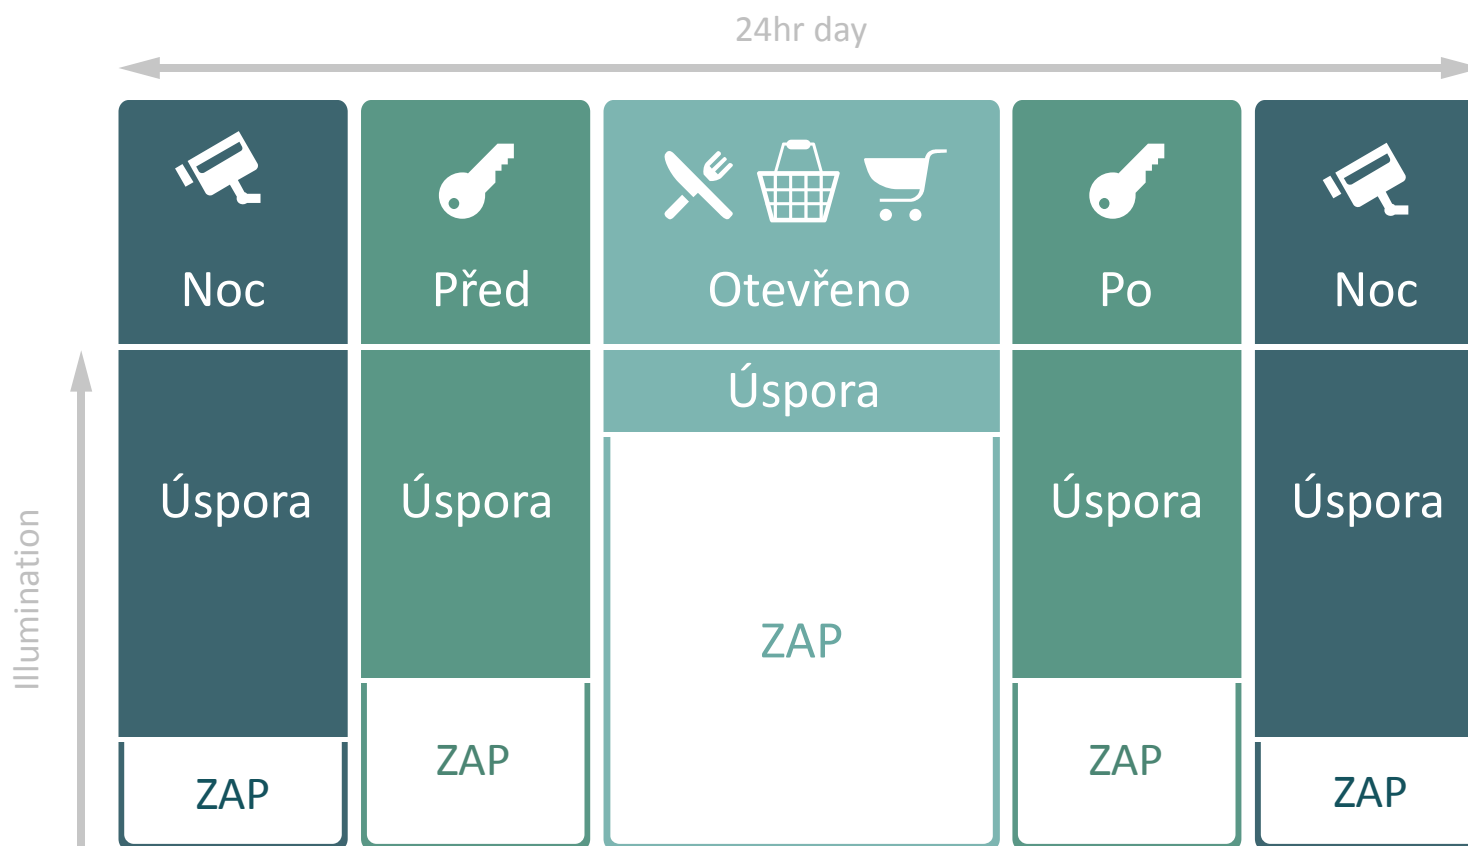 24hr day
Noc
Před
Otevřeno
Po
Noc
Illumination
Úspora
Úspora
Úspora
Úspora
Úspora
ZAP
ZAP
ZAP
ZAP
ZAP